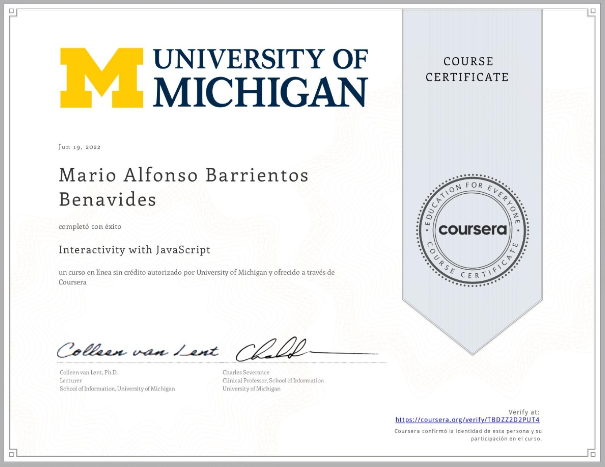 UNIVERSITY OF
MICHIGAN
COURSE
CERTIFICATE
Jun 19, 2022
Mario Alfonso Barrientos
Benavides
completó con éxito
Interactivity with JavaScript
un curso en línea sin crédito autorizado por University of Michigan y ofrecido a través de
Coursera
EDUCATION FOR EVERYONE
coursera
COURSE CERTIFICATE
Colleen van Lent
Colleen van Lent, Ph.D.
Lecturer
School of Information, University of Michigan
Charles Severance
Clinical Professor, School of Information
University of Michigan
Verify at:
https://coursera.org/verify/TBDZZ2D2PUT4
Coursera confirmó la identidad de esta persona y su
participación en el curso.